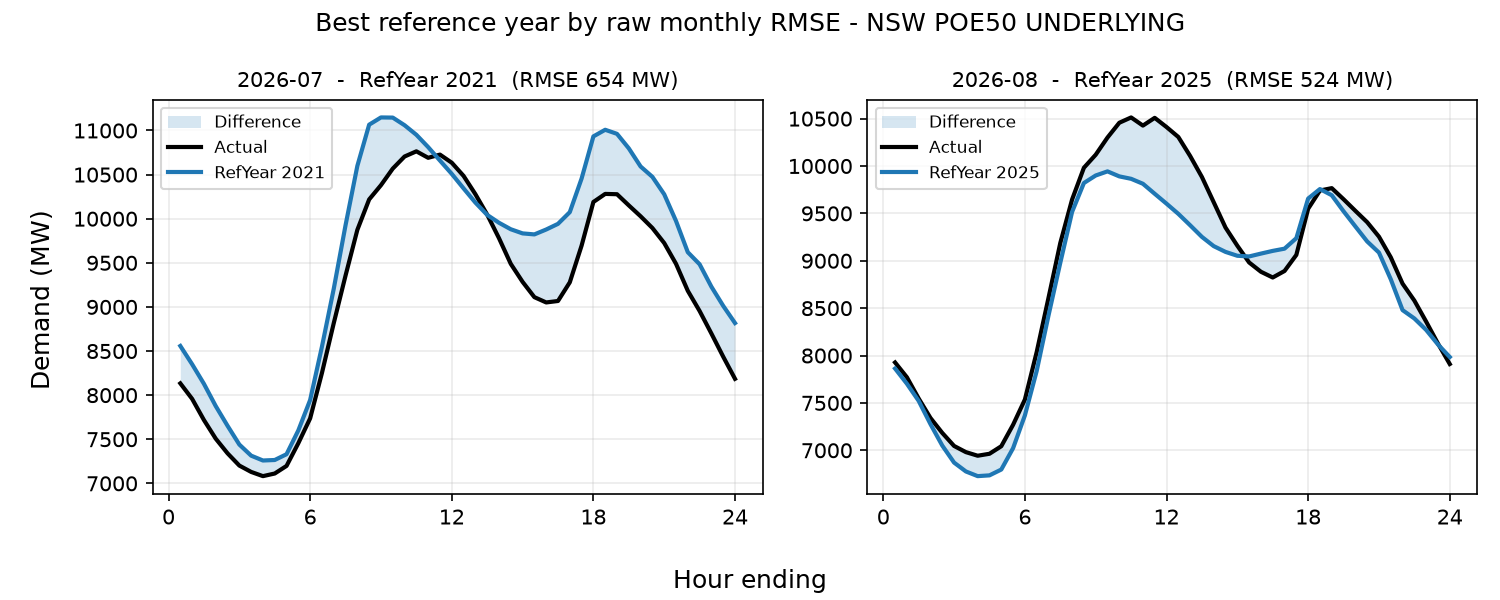 Best reference year by raw monthly RMSE - NSW POE50 UNDERLYING
2026-07 - RefYear 2021 (RMSE 654 MW)
Difference
Actual
RefYear 2021
11000
10500
10000
9500
9000
8500
8000
7500
7000
0 6 12 18 24
Demand (MW)
2026-08 - RefYear 2025 (RMSE 524 MW)
Difference
Actual
RefYear 2025
10500
10000
9500
9000
8500
8000
7500
7000
0 6 12 18 24
Hour ending